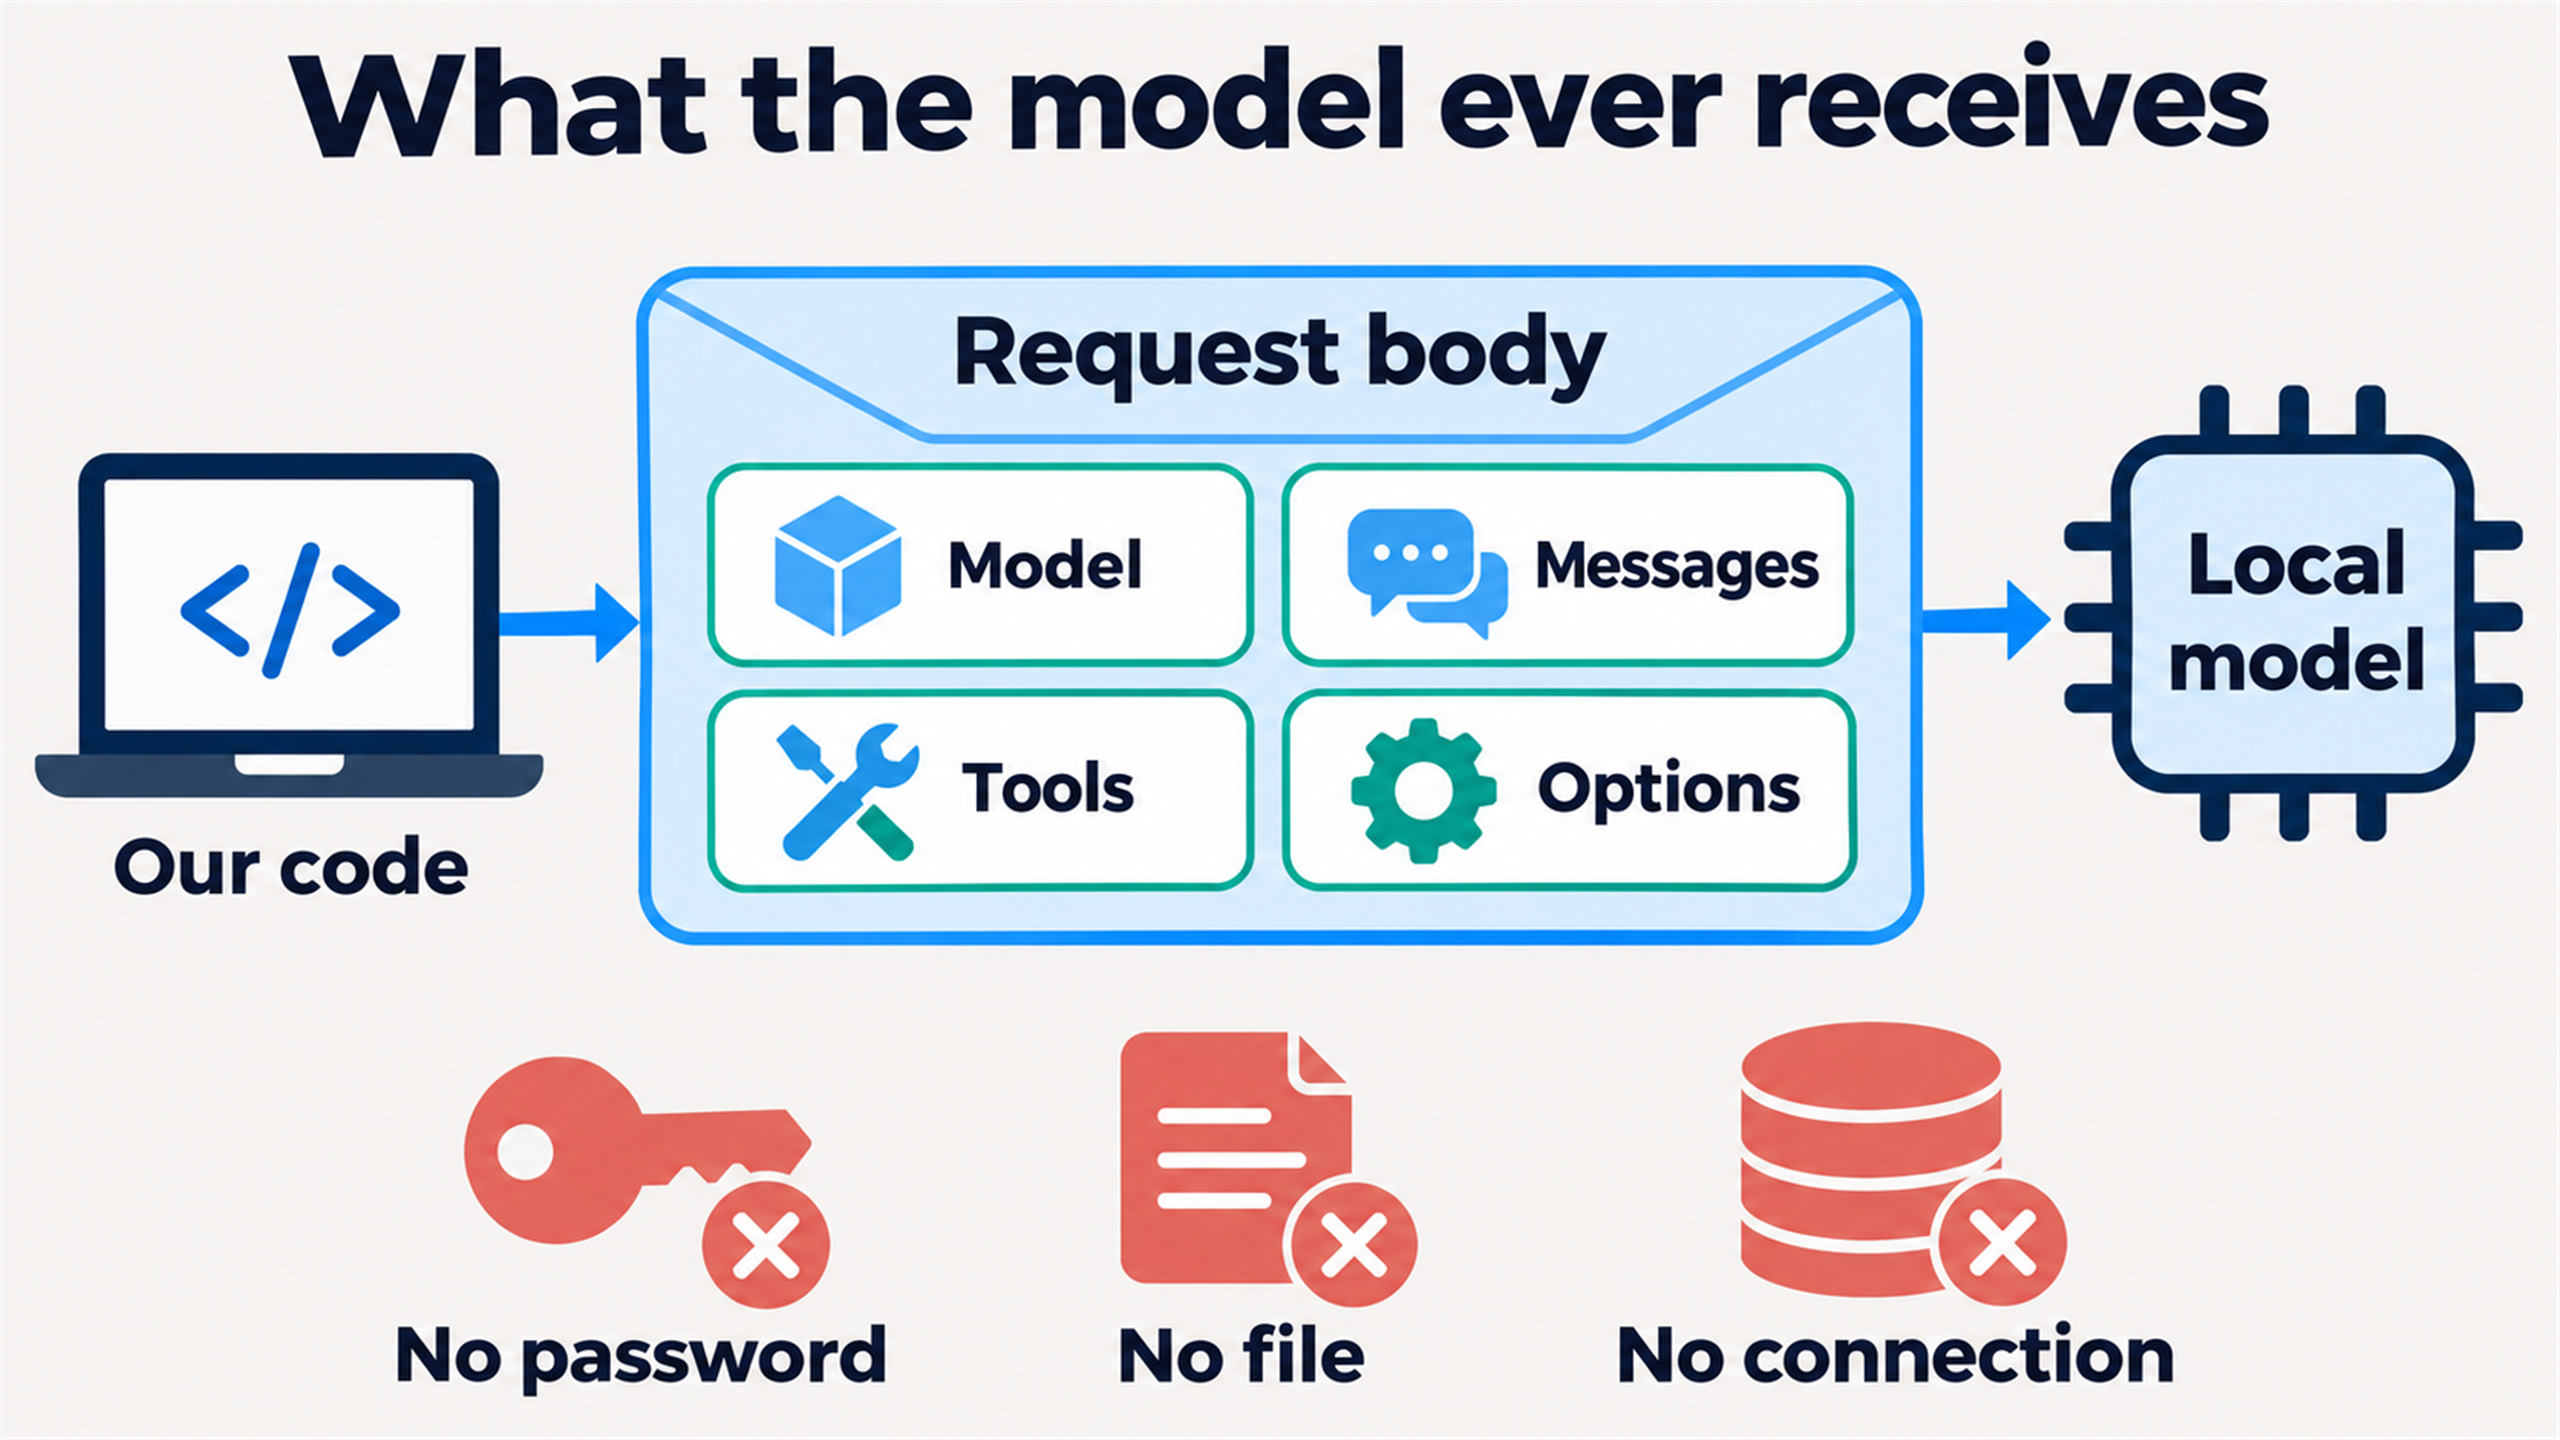 What the model ever receives
Request body
Model
Messages
Tools
Options
Our code
Local
model
No password
No file
No connection